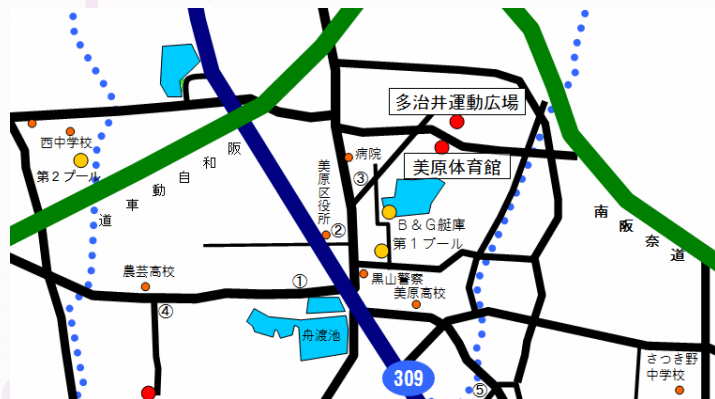 多治井運動広場
西中学校
第２プール
阪和自動車道
病院
③
美原体育館
美原区役所
②
Ｂ＆Ｇ艇庫
第１プール
南阪奈道
農芸高校
①
黒山警察
美原高校
④
舟渡池
309
⑤
さつき野
中学校